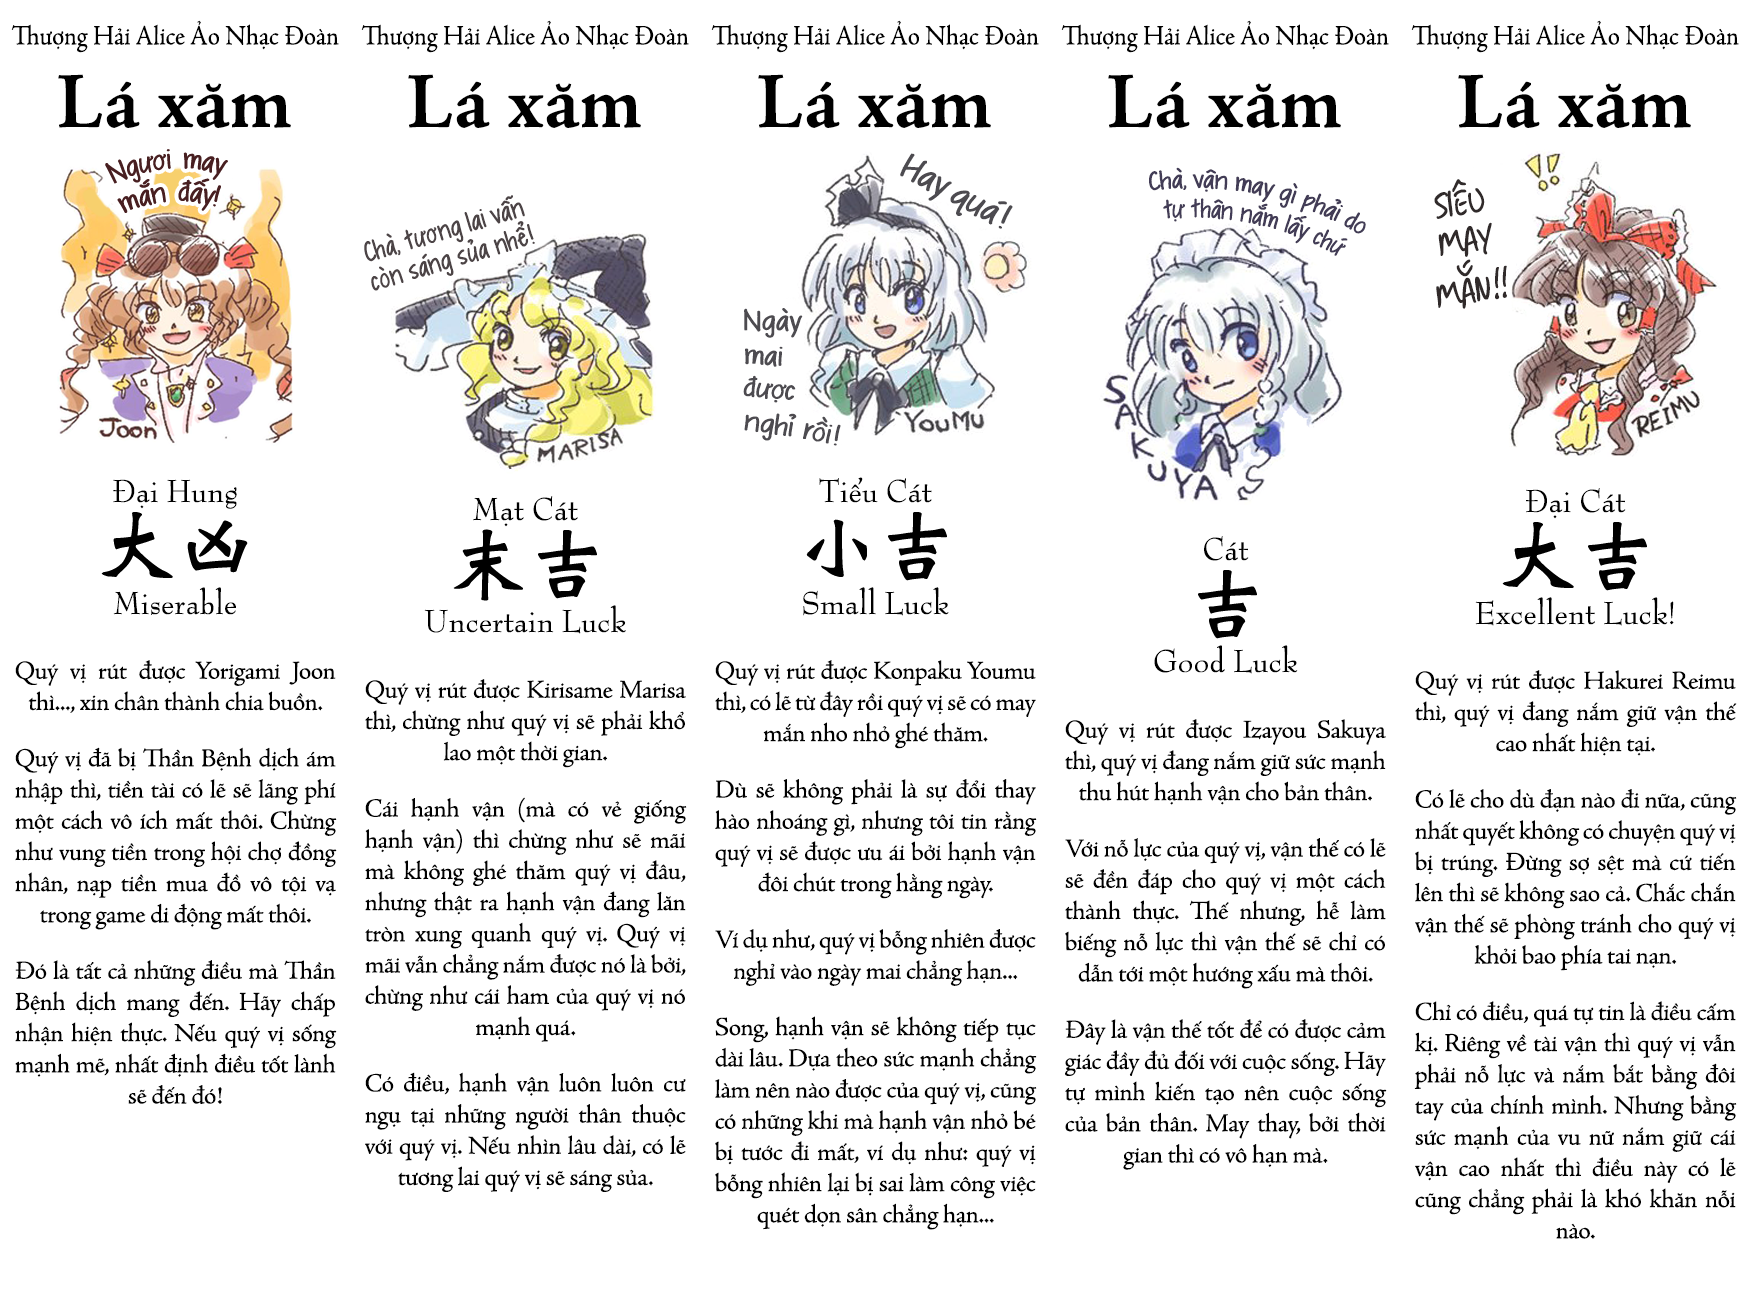 Thượng Hải Alice Ảo Nhạc Đoàn
Lá xăm
Ngươi may
mắn đấy!
Joon
Đại Hung
大凶
Miserable
Quý vị rút được Yorigami Joon
thì..., xin chân thành chia buồn.
Quý vị đã bị Thần Bệnh dịch ám
nhập thì, tiền tài có lẽ sẽ lãng phí
một cách vô ích mất thôi. Chừng
như vung tiền trong hội chợ đồng
nhân, nạp tiền mua đồ vô tội vạ
trong game di động mất thôi.
Đó là tất cả những điều mà Thần
Bệnh dịch mang đến. Hãy chấp
nhận hiện thực. Nếu quý vị sống
mạnh mẽ, nhất định điều tốt lành
sẽ đến đó!
Thượng Hải Alice Ảo Nhạc Đoàn
Lá xăm
Chà, tương lai vẫn
còn sáng sủa nhể!
MARISA
Mạt Cát
末吉
Uncertain Luck
Quý vị rút được Kirisame Marisa
thì, chừng như quý vị sẽ phải khổ
lao một thời gian.
Cái hạnh vận (mà có vẻ giống
hạnh vận) thì chừng như sẽ mãi
mà không ghé thăm quý vị đâu,
nhưng thật ra hạnh vận đang lăn
tròn xung quanh quý vị. Quý vị
mãi vẫn chẳng nắm được nó là bởi,
chừng như cái ham của quý vị nó
mạnh quá.
Có điều, hạnh vận luôn luôn cư
ngụ tại những người thân thuộc
với quý vị. Nếu nhìn lâu dài, có lẽ
tương lai quý vị sẽ sáng sủa.
Thượng Hải Alice Ảo Nhạc Đoàn
Lá xăm
Hay quá!
Ngày
mai
được
nghỉ rồi!
YOUMU
Tiểu Cát
小吉
Small Luck
Quý vị rút được Konpaku Youmu
thì, có lẽ từ đây rồi quý vị sẽ có may
mắn nho nhỏ ghé thăm.
Dù sẽ không phải là sự đổi thay
hào nhoáng gì, nhưng tôi tin rằng
quý vị sẽ được ưu ái bởi hạnh vận
đôi chút trong hằng ngày.
Ví dụ như, quý vị bỗng nhiên được
nghỉ vào ngày mai chẳng hạn...
Song, hạnh vận sẽ không tiếp tục
dài lâu. Dựa theo sức mạnh chẳng
làm nên nào được của quý vị, cũng
có những khi mà hạnh vận nhỏ bé
bị tước đi mất, ví dụ như: quý vị
bỗng nhiên lại bị sai làm công việc
quét dọn sân chẳng hạn...
Thượng Hải Alice Ảo Nhạc Đoàn
Lá xăm
Chà, vận may gì phải do
tự thân nắm lấy chứ
SAKUYA
Cát
吉
Good Luck
Quý vị rút được Izayou Sakuya
thì, quý vị đang nắm giữ sức mạnh
thu hút hạnh vận cho bản thân.
Với nỗ lực của quý vị, vận thế có lẽ
sẽ đền đáp cho quý vị một cách
thành thực. Thế nhưng, hễ làm
biếng nỗ lực thì vận thế sẽ chỉ có
dẫn tới một hướng xấu mà thôi.
Đây là vận thế tốt để có được cảm
giác đầy đủ đối với cuộc sống. Hãy
tự mình kiến tạo nên cuộc sống
của bản thân. May thay, bởi thời
gian thì có vô hạn mà.
Thượng Hải Alice Ảo Nhạc Đoàn
Lá xăm
!!
SIÊU
MAY
MẮN!!
REIMU
Đại Cát
大吉
Excellent Luck!
Quý vị rút được Hakurei Reimu
thì, quý vị đang nắm giữ vận thế
cao nhất hiện tại.
Có lẽ cho dù đạn nào đi nữa, cũng
nhất quyết không có chuyện quý vị
bị trúng. Đừng sợ sệt mà cứ tiến
lên thì sẽ không sao cả. Chắc chắn
vận thế sẽ phòng tránh cho quý vị
khỏi bao phía tai nạn.
Chỉ có điều, quá tự tin là điều cấm
kị. Riêng về tài vận thì quý vị vẫn
phải nỗ lực và nắm bắt bằng đôi
tay của chính mình. Nhưng bằng
sức mạnh của vu nữ nắm giữ cái
vận cao nhất thì điều này có lẽ
cũng chẳng phải là khó khăn nỗi
nào.